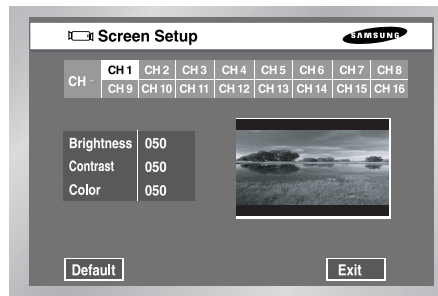 Screen Setup SAMSUNG
CH CH 1 CH 2 CH 3 CH 4 CH 5 CH 6 CH 7 CH 8
CH 9 CH 10 CH 11 CH 12 CH 13 CH 14 CH 15 CH 16
Brightness 050
Contrast 050
Color 050
Default Exit